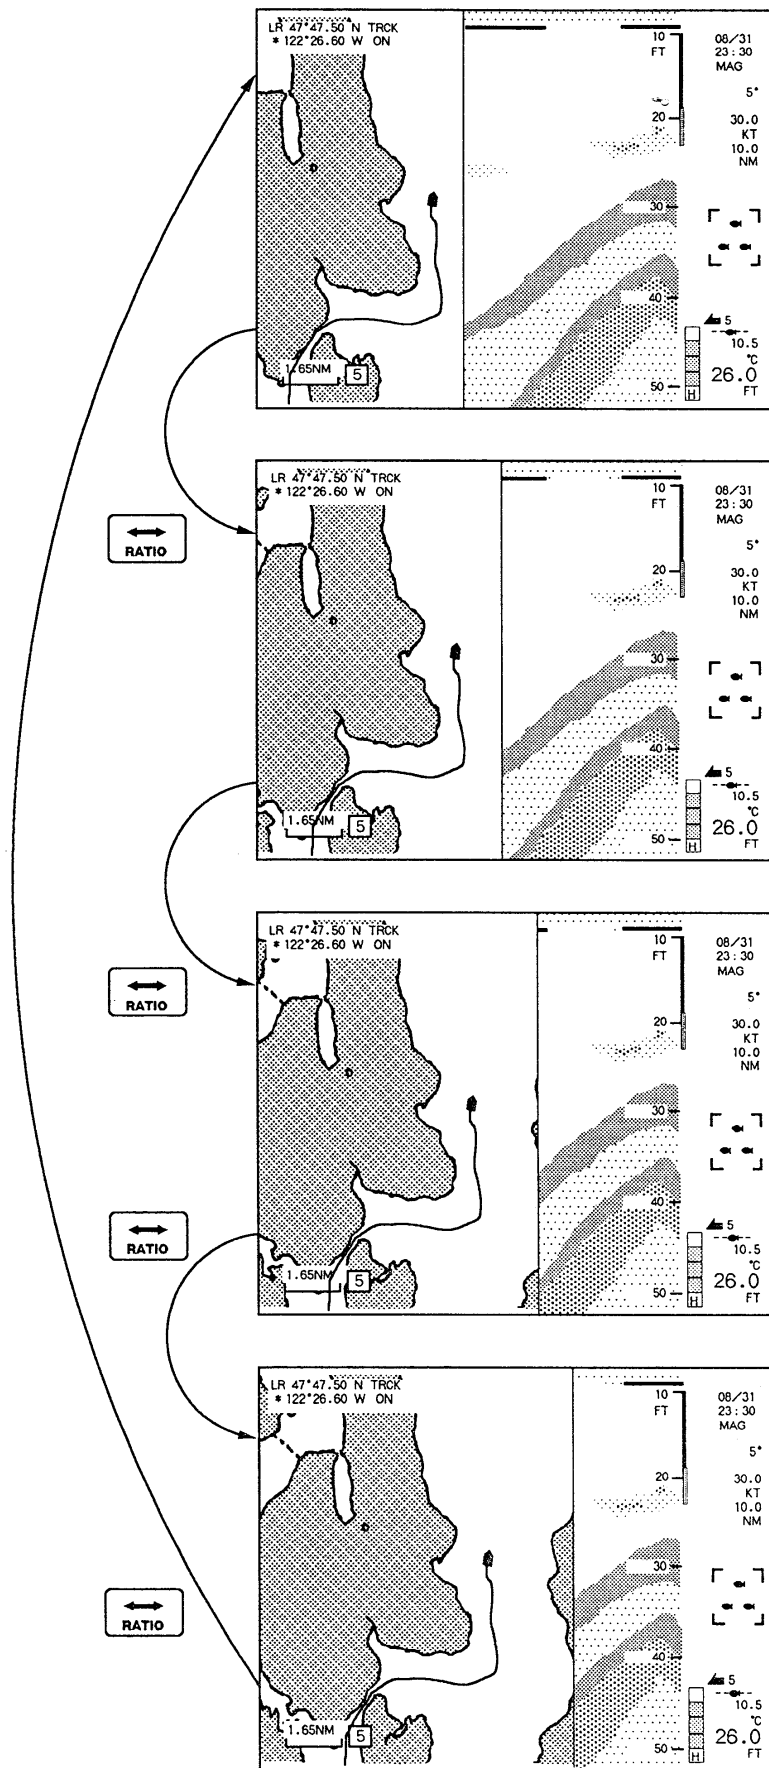 LR 47°47.50 N TRCK
* 122°26.60 W ON
10
FT
20
30
40
50
08/31
23:30
MAG
5°
30.0
KT
10.0
NM
5
10.5
°C
26.0
FT
H
1.65NM
5
RATIO
LR 47°47.50 N TRCK
* 122°26.60 W ON
10
FT
20
30
40
50
08/31
23:30
MAG
5°
30.0
KT
10.0
NM
5
10.5
°C
26.0
FT
H
1.65NM
5
RATIO
LR 47°47.50 N TRCK
* 122°26.60 W ON
10
FT
20
30
40
50
08/31
23:30
MAG
5°
30.0
KT
10.0
NM
5
10.5
°C
26.0
FT
H
1.65NM
5
RATIO
LR 47°47.50 N TRCK
* 122°26.60 W ON
10
FT
20
30
40
50
08/31
23:30
MAG
5°
30.0
KT
10.0
NM
5
10.5
°C
26.0
FT
H
1.65NM
5
RATIO